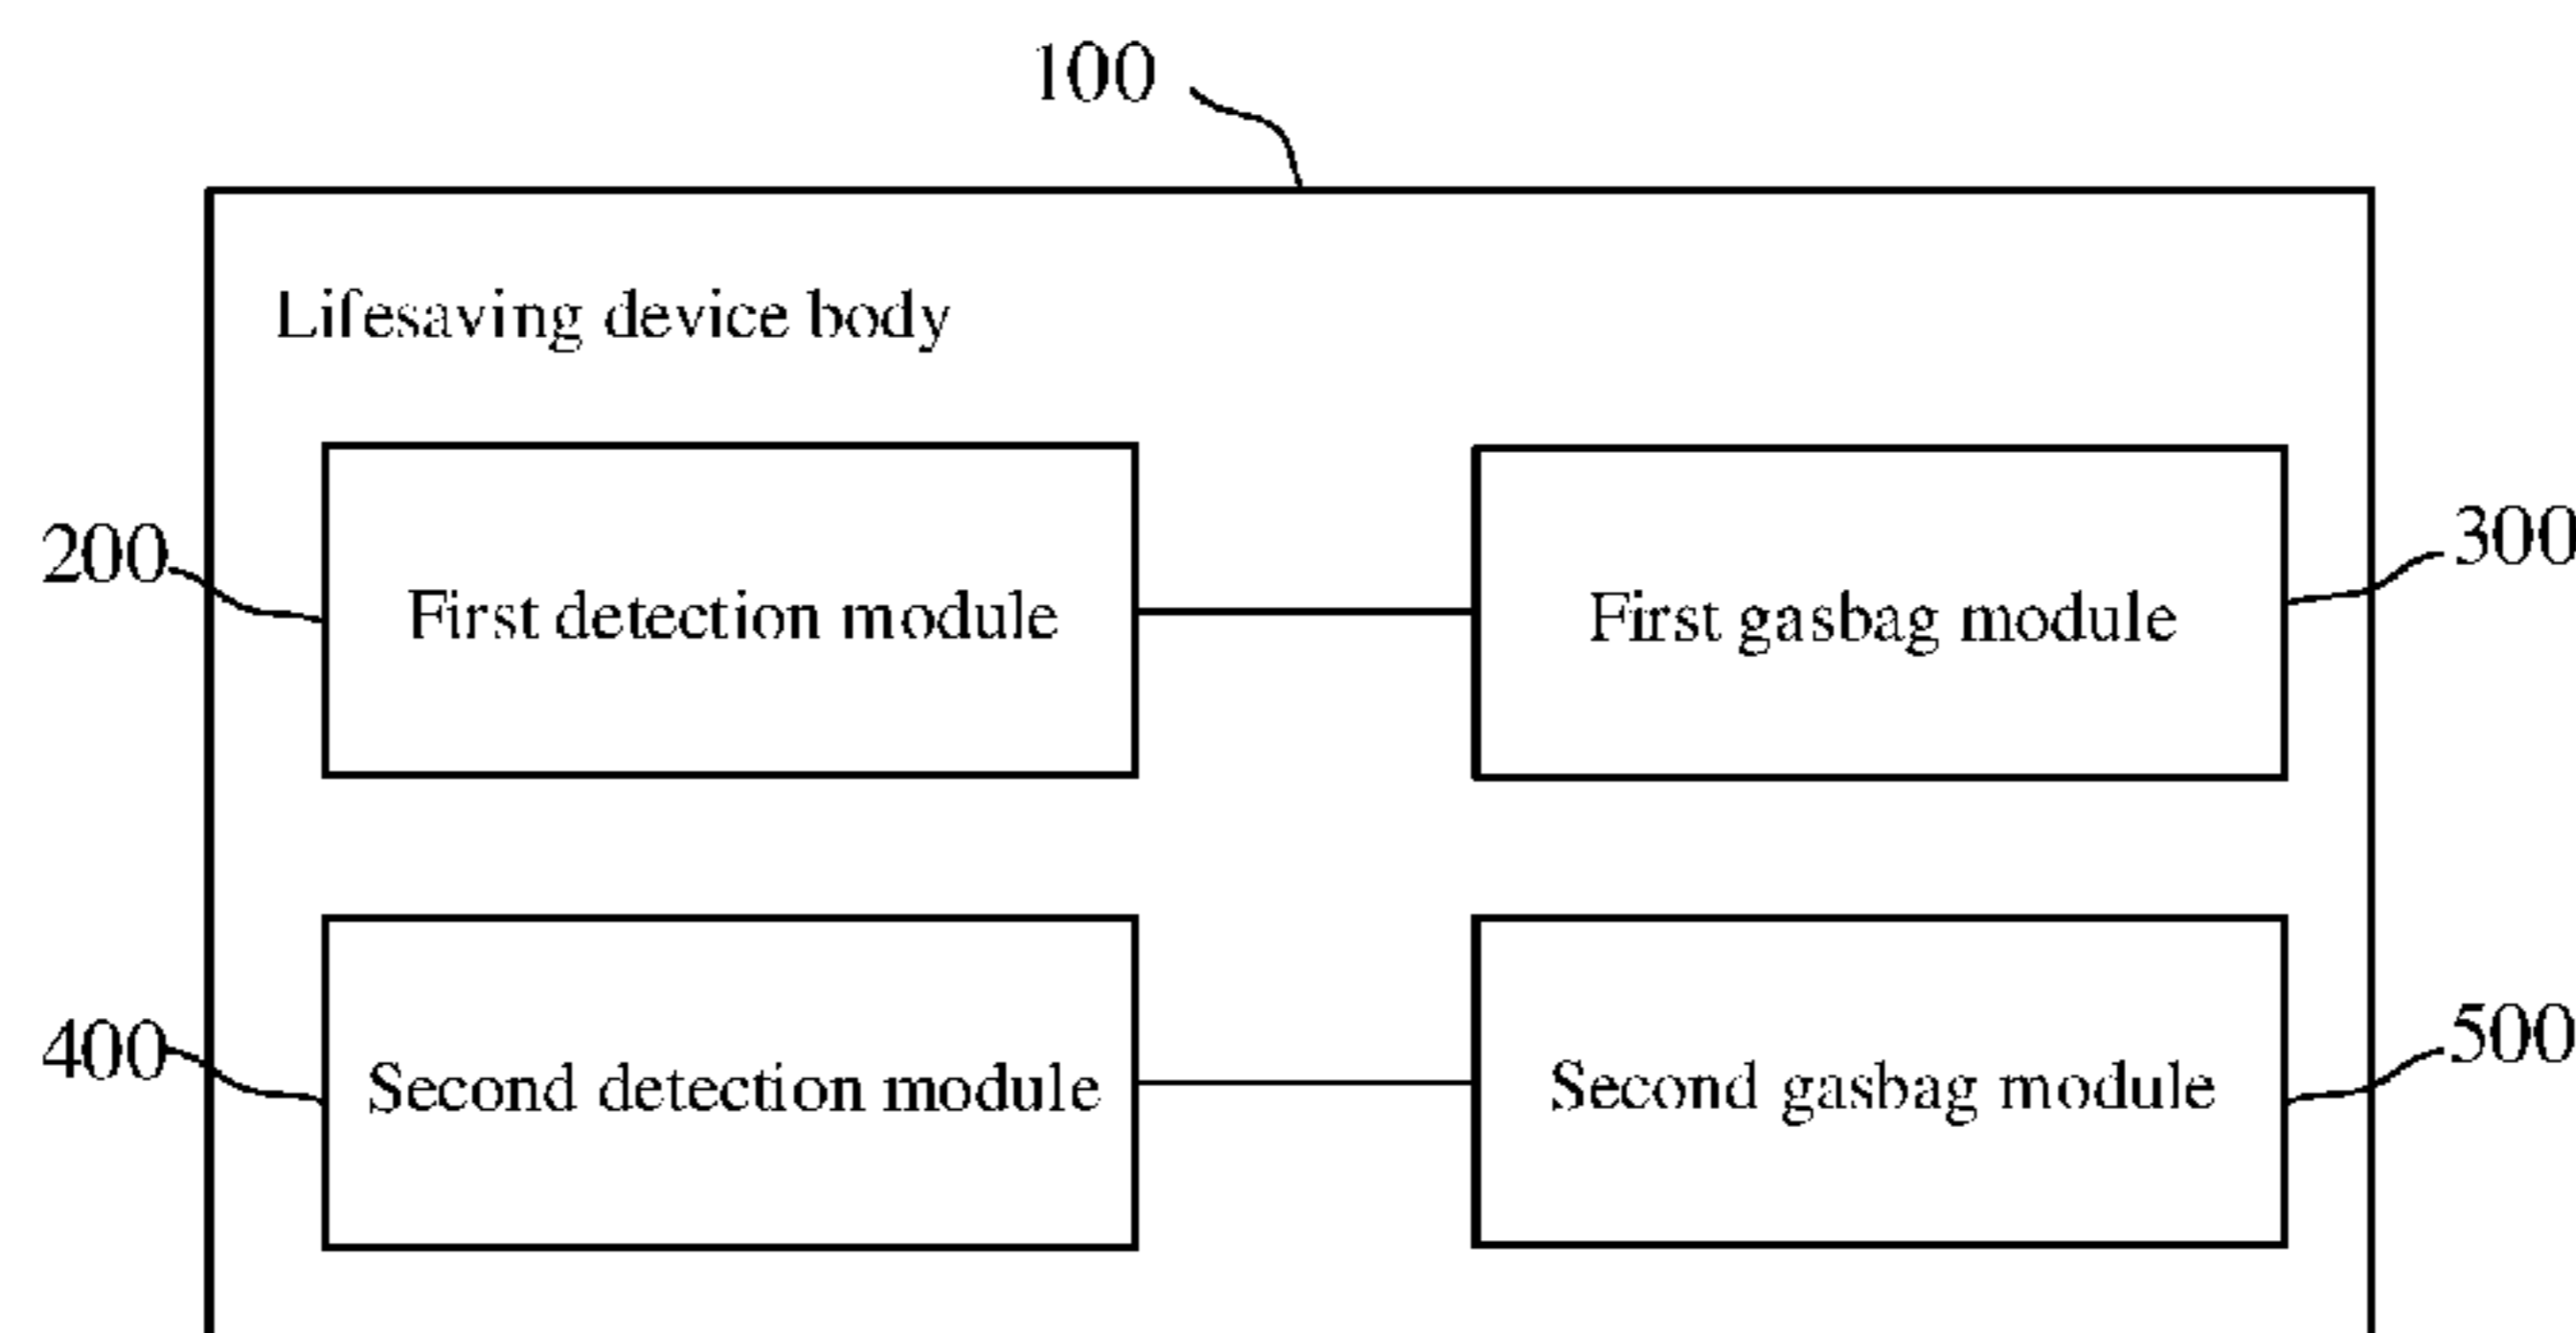 100
Lifesaving device body
200
First detection module
First gasbag module
300
400
Second detection module
Second gasbag module
500